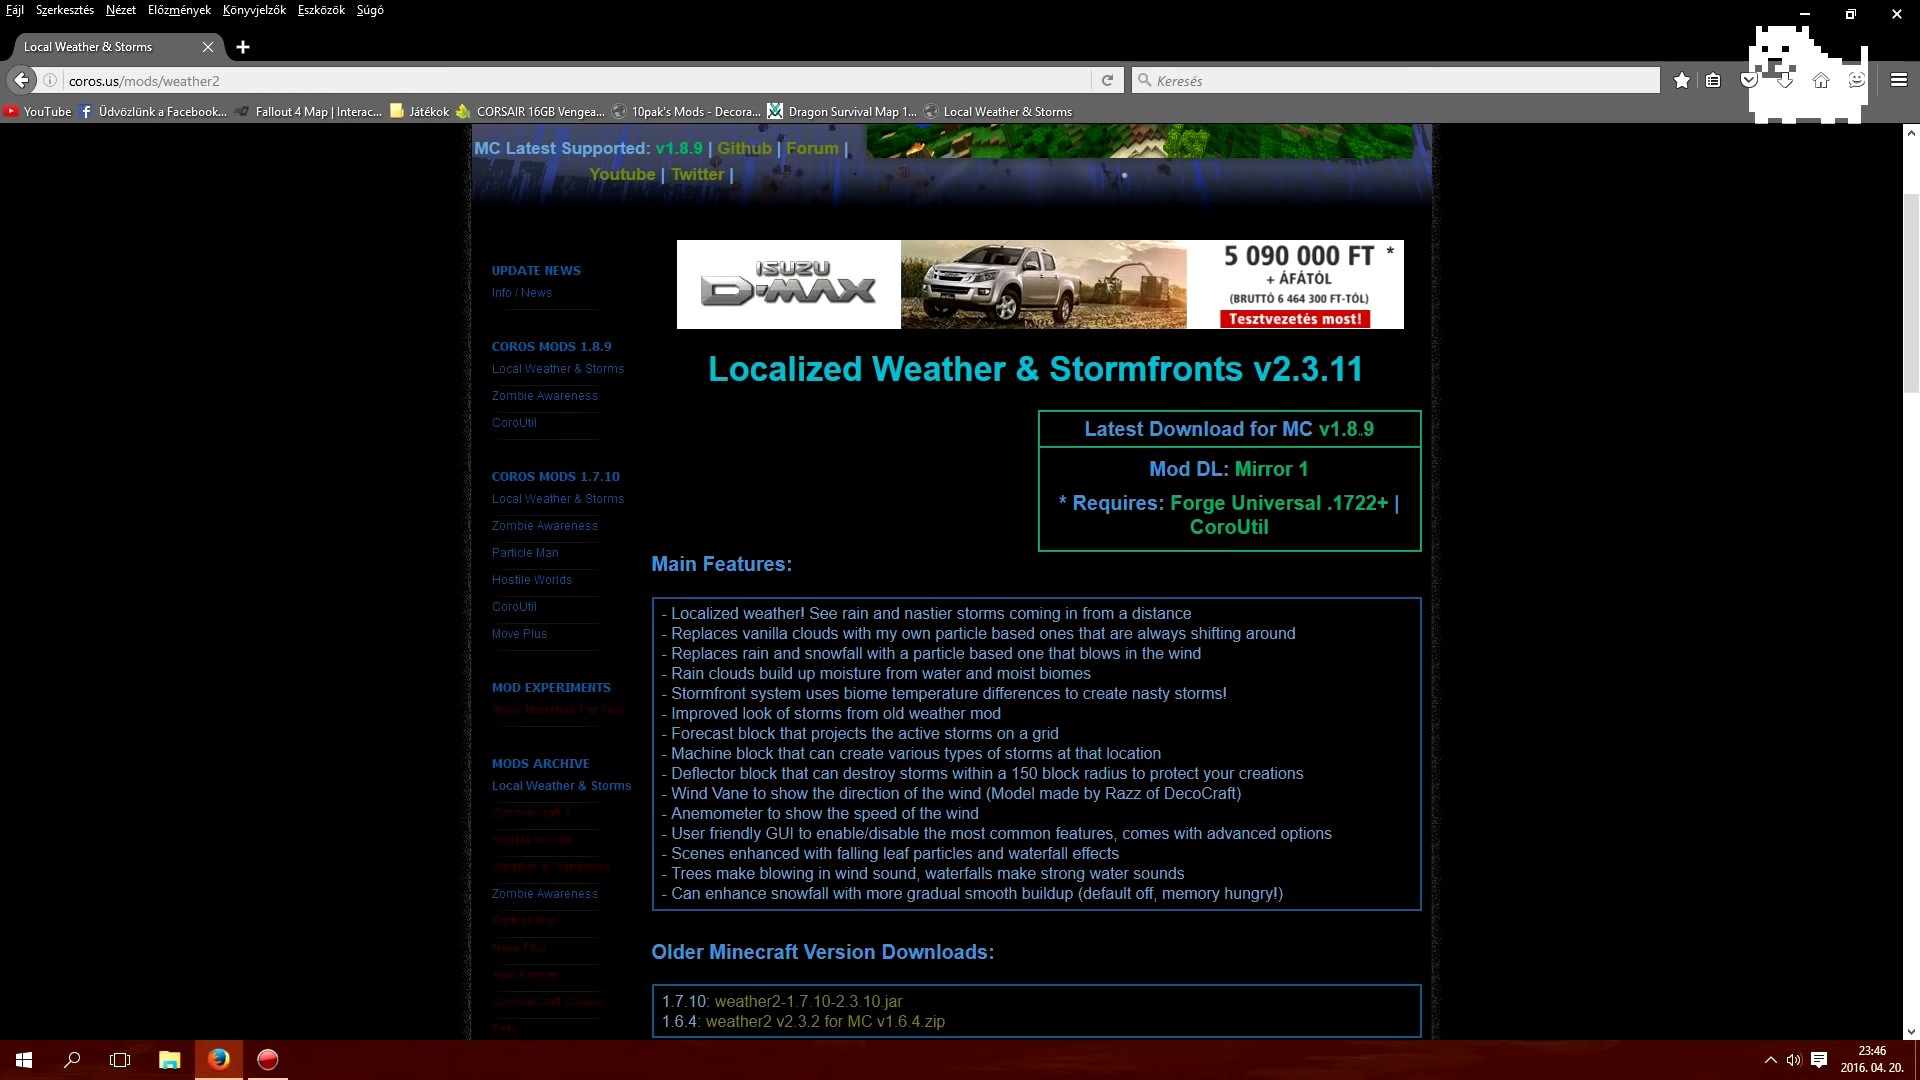 Fájl Szerkesztés Nézet Előzmények Könyvjelzők Eszközök Súgó
Local Weather & Storms
coros.us/mods/weather2
Keresés
YouTube Üdvözlünk a Facebook... Fallout 4 Map | Interac... Játékok CORSAIR 16GB Vengea... 10pak's Mods - Decora... Dragon Survival Map 1... Local Weather & Storms
MC Latest Supported: v1.8.9 | Github | Forum |
Youtube | Twitter |
ISUZU
D-MAX
5 090 000 FT *
+ ÁFÁTÓL
(BRUTTÓ 6 464 300 FT-TÓL)
Tesztvezetés most!
UPDATE NEWS
Info / News
COROS MODS 1.8.9
Local Weather & Storms
Zombie Awareness
CoroUtil
COROS MODS 1.7.10
Local Weather & Storms
Zombie Awareness
Particle Man
Hostile Worlds
CoroUtil
Move Plus
MOD EXPERIMENTS
MODS ARCHIVE
Local Weather & Storms
ZombieCraft 3
Hostile Worlds
Weather & Tornadoes
Zombie Awareness
Particle Man
Move Plus
ZombieCraft Classic
Localized Weather & Stormfronts v2.3.11
Latest Download for MC v1.8.9
Mod DL: Mirror 1
* Requires: Forge Universal .1722+ |
CoroUtil
Main Features:
- Localized weather! See rain and nastier storms coming in from a distance
- Replaces vanilla clouds with my own particle based ones that are always shifting around
- Replaces rain and snowfall with a particle based one that blows in the wind
- Rain clouds build up moisture from water and moist biomes
- Stormfront system uses biome temperature differences to create nasty storms!
- Improved look of storms from old weather mod
- Forecast block that projects the active storms on a grid
- Machine block that can create various types of storms at that location
- Deflector block that can destroy storms within a 150 block radius to protect your creations
- Wind Vane to show the direction of the wind (Model made by Razz of DecoCraft)
- Anemometer to show the speed of the wind
- User friendly GUI to enable/disable the most common features, comes with advanced options
- Scenes enhanced with falling leaf particles and waterfall effects
- Trees make blowing in wind sound, waterfalls make strong water sounds
- Can enhance snowfall with more gradual smooth buildup (default off, memory hungry!)
Older Minecraft Version Downloads:
1.7.10: weather2-1.7.10-2.3.10.jar
1.6.4: weather2 v2.3.2 for MC v1.6.4.zip
23:46
2016. 04. 20.